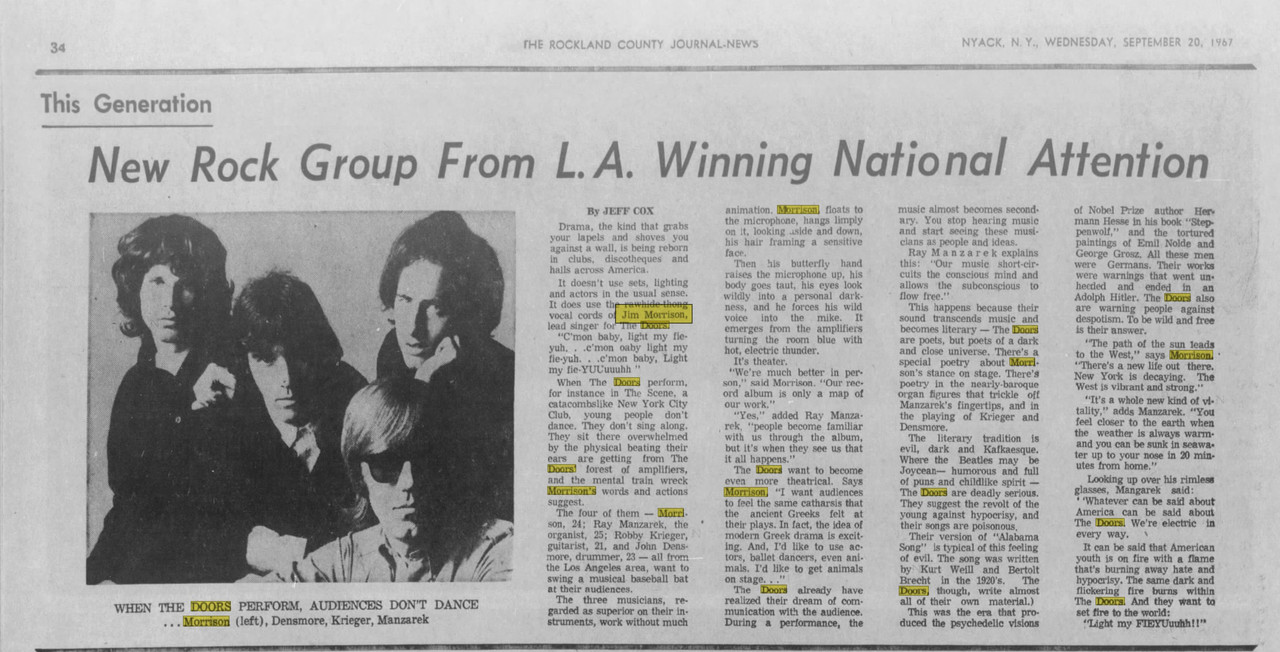 34
THE ROCKLAND COUNTY JOURNAL-NEWS
NYACK, N. Y., WEDNESDAY, SEPTEMBER 20, 1967
This Generation
New Rock Group From L.A. Winning National Attention
WHEN THE DOORS PERFORM, AUDIENCES DON'T DANCE
. . . Morrison (left), Densmore, Krieger, Manzarek
By JEFF COX
Drama, the kind that grabs
your lapels and shoves you
against a wall, is being reborn
in clubs, discotheques and
halls across America.
It doesn't use sets, lighting
and actors in the usual sense.
It does use the rawhide-thong
vocal cords of Jim Morrison,
lead singer for The Doors.
"C'mon baby, light my fie-
yuh. . .c'mon oaby light my
fie-yuh. . .c'mon baby, Light
my fie-YUUuuhh "
When The Doors perform,
for instance in The Scene, a
catacombslike New York City
Club, young people don't
dance. They don't sing along.
They sit there overwhelmed
by the physical beating their
ears are getting from The
Doors' forest of amplifiers,
and the mental train wreck
Morrison's words and actions
suggest.
The four of them — Morri-
son, 24; Ray Manzarek, the
organist, 25; Robby Krieger,
guitarist, 21, and John Dens-
more, drummer, 23 — all from
the Los Angeles area, want to
swing a musical baseball bat
at their audiences.
The three musicians, re-
garded as superior on their in-
struments, work without much
animation. Morrison, floats to
the microphone, hangs limply
on it, looking aside and down,
his hair framing a sensitive
face.
Then his butterfly hand
raises the microphone up, his
body goes taut, his eyes look
wildly into a personal dark-
ness, and he forces his wild
voice into the mike. It
emerges from the amplifiers
turning the room blue with
hot, electric thunder.
It's theater.
"We're much better in per-
son," said Morrison. "Our rec-
ord album is only a map of
our work."
"Yes," added Ray Manza-
rek, "people become familiar
with us through the album,
but it's when they see us that
it all happens."
The Doors want to become
even more theatrical. Says
Morrison, "I want audiences
to feel the same catharsis that
the ancient Greeks felt at
their plays. In fact, the idea of
modern Greek drama is excit-
ing. And, I'd like to use ac-
tors, ballet dancers, even ani-
mals. I'd like to get animals
on stage. . ."
The Doors already have
realized their dream of com-
munication with the audience.
During a performance, the
music almost becomes second-
ary. You stop hearing music
and start seeing these musi-
cians as people and ideas.
Ray Manzarek explains
this: "Our music short-cir-
cuits the conscious mind and
allows the subconscious to
flow free."
This happens because their
sound transcends music and
becomes literary — The Doors
are poets, but poets of a dark
and close universe. There's a
special poetry about Morri-
son's stance on stage. There's
poetry in the nearly-baroque
organ figures that trickle off
Manzarek's fingertips, and in
the playing of Krieger and
Densmore.
The literary tradition is
evil, dark and Kafkaesque.
Where the Beatles may be
Joycean— humorous and full
of puns and childlike spirit —
The Doors are deadly serious.
They suggest the revolt of the
young against hypocrisy, and
their songs are poisonous.
Their version of "Alabama
Song" is typical of this feeling
of evil. The song was written
by Kurt Weill and Bertolt
Brecht in the 1920's. The
Doors, though, write almost
all of their own material.)
This was the era that pro-
duced the psychedelic visions
of Nobel Prize author Her-
mann Hesse in his book "Step-
penwolf," and the tortured
paintings of Emil Nolde and
George Grosz. All these men
were Germans. Their works
were warnings that went un-
heeded and ended in an
Adolph Hitler. The Doors also
are warning people against
despotism. To be wild and free
is their answer.
"The path of the sun leads
to the West," says Morrison.
"There's a new life out there.
New York is decaying. The
West is vibrant and strong."
"It's a whole new kind of vi-
tality," adds Manzarek. "You
feel closer to the earth when
the weather is always warm-
and you can be sunk in seawa-
ter up to your nose in 20 min-
utes from home."
Looking up over his rimless
glasses, Mangarek said:
"Whatever can be said about
America can be said about
The Doors. We're electric in
every way.
It can be said that American
youth is on fire with a flame
that's burning away hate and
hypocrisy. The same dark and
flickering fire burns within
The Doors. And they want to
set fire to the world:
"Light my FIEYUuuhh!!"